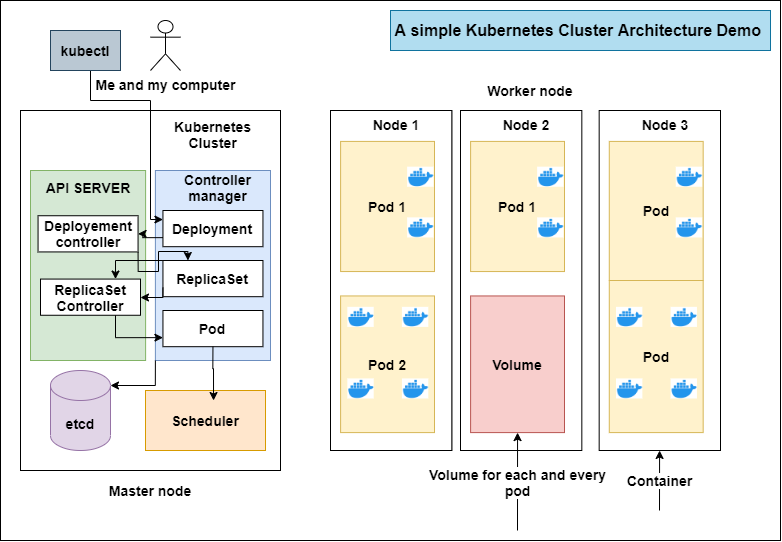 A simple Kubernetes Cluster Architecture Demo
kubectl
Me and my computer
Kubernetes
Cluster
API SERVER
Controller
manager
Deployement
controller
Deployment
ReplicaSet
Controller
ReplicaSet
Pod
etcd
Scheduler
Master node
Worker node
Node 1
Pod 1
Pod 2
Node 2
Pod 1
Volume
Volume for each and every
pod
Node 3
Pod
Pod
Container